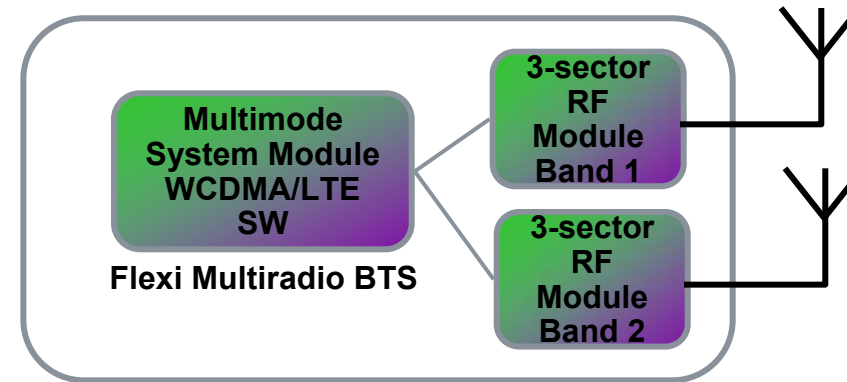 Multimode
System Module
WCDMA/LTE
SW
Flexi Multiradio BTS
3-sector
RF
Module
Band 1
3-sector
RF
Module
Band 2